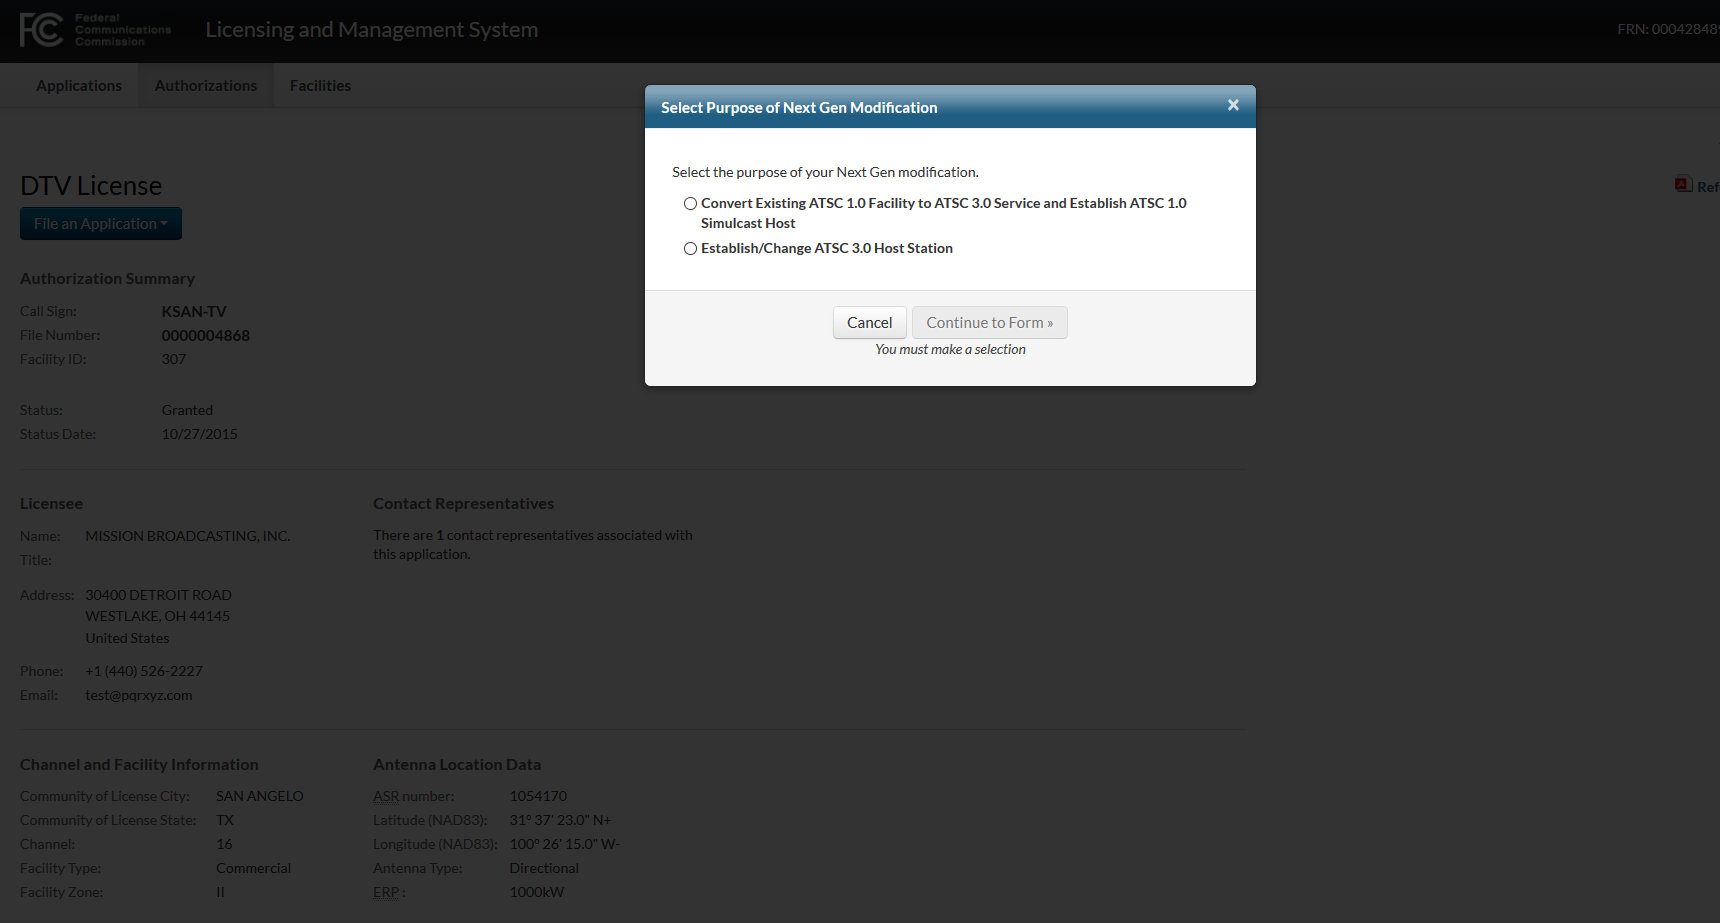 Federal
Communications
Commission
Licensing and Management System
FRN: 000428489
Applications
Authorizations
Facilities
Select Purpose of Next Gen Modification
×
Select the purpose of your Next Gen modification.
Convert Existing ATSC 1.0 Facility to ATSC 3.0 Service and Establish ATSC 1.0
Simulcast Host
Establish/Change ATSC 3.0 Host Station
Cancel
Continue to Form »
You must make a selection
DTV License
Ref
File an Application
Authorization Summary
Call Sign: KSAN-TV
File Number: 0000004868
Facility ID: 307
Status: Granted
Status Date: 10/27/2015
Licensee
Name: MISSION BROADCASTING, INC.
Title:
Address: 30400 DETROIT ROAD
WESTLAKE, OH 44145
United States
Phone: +1 (440) 526-2227
Email: test@pqrxyz.com
Contact Representatives
There are 1 contact representatives associated with
this application.
Channel and Facility Information
Community of License City: SAN ANGELO
Community of License State: TX
Channel: 16
Facility Type: Commercial
Facility Zone: II
Antenna Location Data
ASR number: 1054170
Latitude (NAD83): 31° 37' 23.0" N+
Longitude (NAD83): 100° 26' 15.0" W-
Antenna Type: Directional
ERP : 1000kW